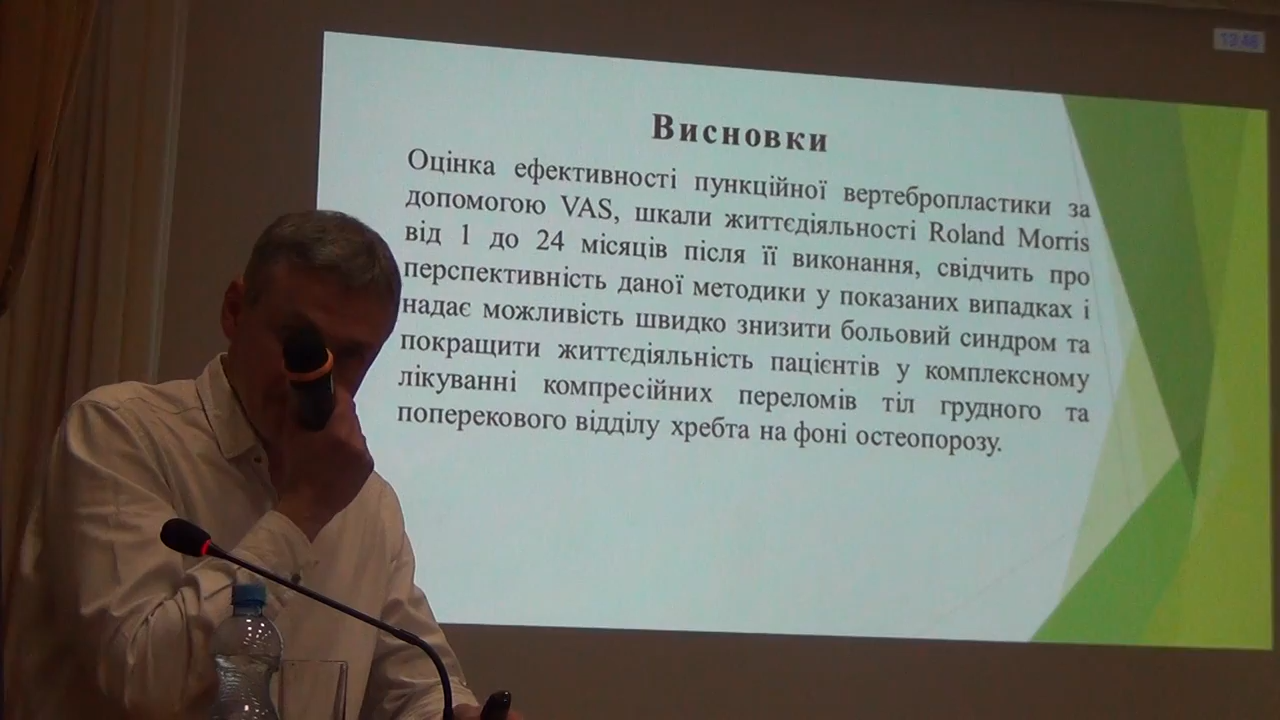 13:46
Висновки
Оцінка ефективності пункційної вертебропластики за
допомогою VAS, шкали життєдіяльності Roland Morris
від 1 до 24 місяців після її виконання, свідчить про
перспективність даної методики у показаних випадках і
надає можливість швидко знизити больовий синдром та
покращити життєдіяльність пацієнтів у комплексному
лікуванні компресійних переломів тіл грудного та
поперекового відділу хребта на фоні остеопорозу.